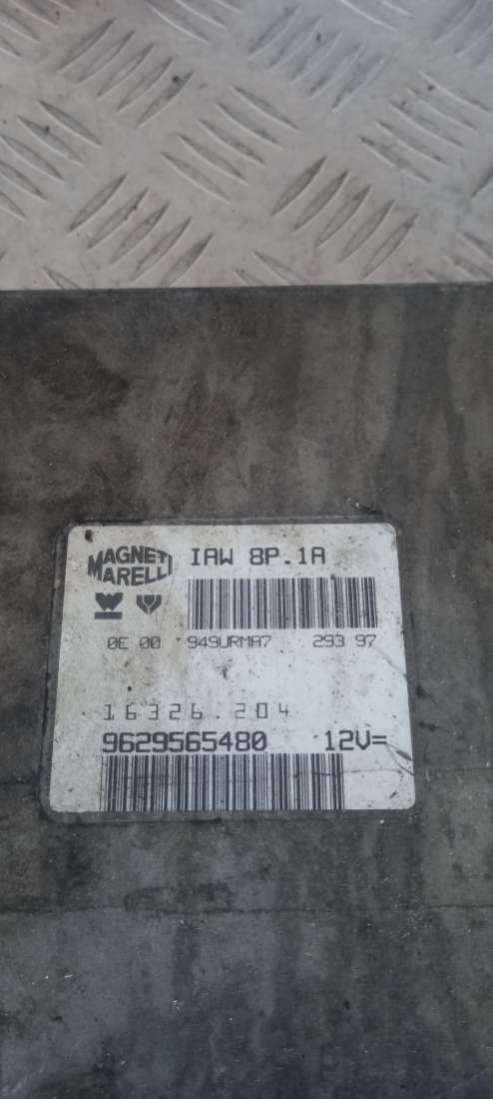 MAGNETI
MARELLI
IAW 8P.1A
0E 00 949URMA7 293 97
16326.204
9629565480 12V=